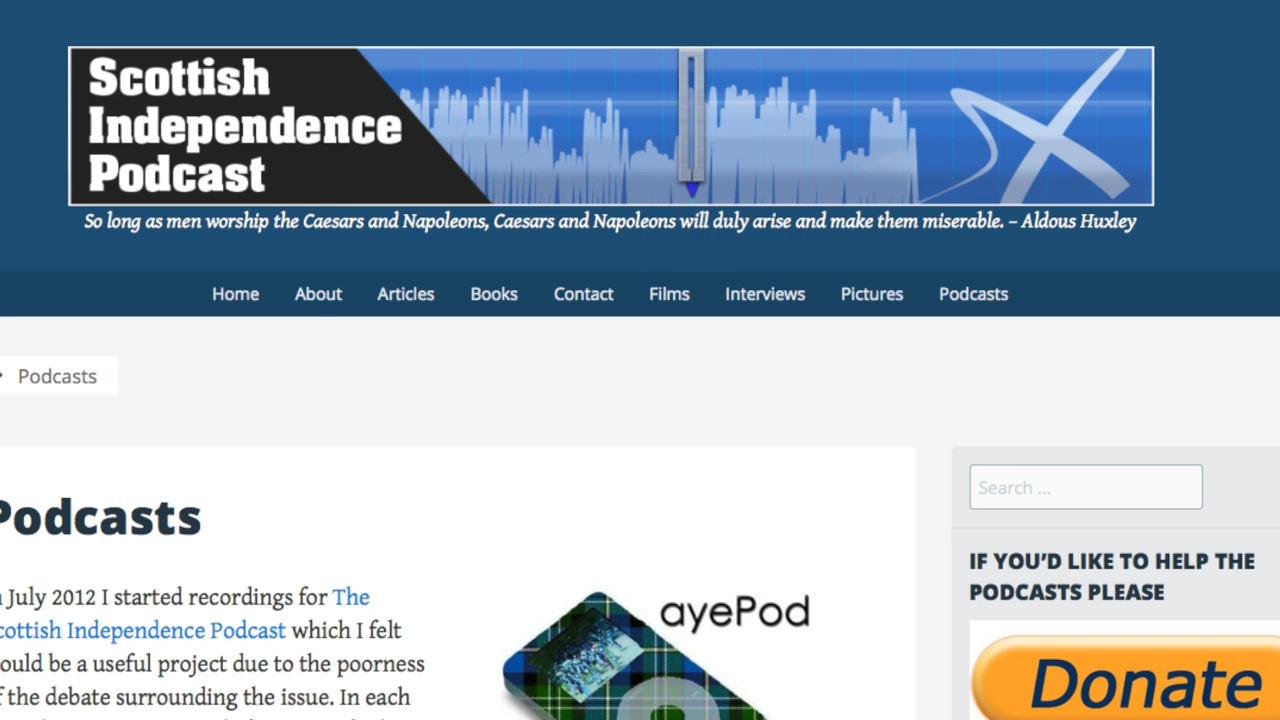 Scottish
Independence
Podcast
So long as men worship the Caesars and Napoleons, Caesars and Napoleons will duly arise and make them miserable. – Aldous Huxley
Home About Articles Books Contact Films Interviews Pictures Podcasts
Podcasts
Search ...
Podcasts
IF YOU’D LIKE TO HELP THE
PODCASTS PLEASE
Donate
July 2012 I started recordings for The
cottish Independence Podcast which I felt
ould be a useful project due to the poorness
f the debate surrounding the issue. In each
ayePod